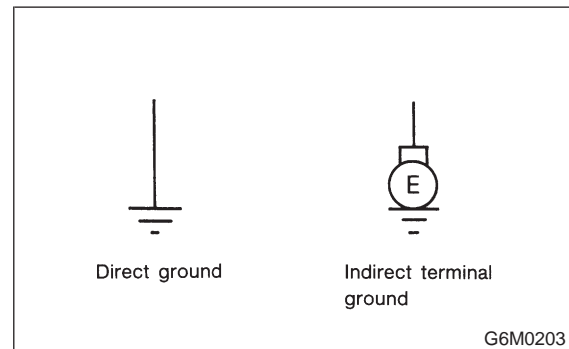 E
Direct ground
Indirect terminal
ground
G6M0203